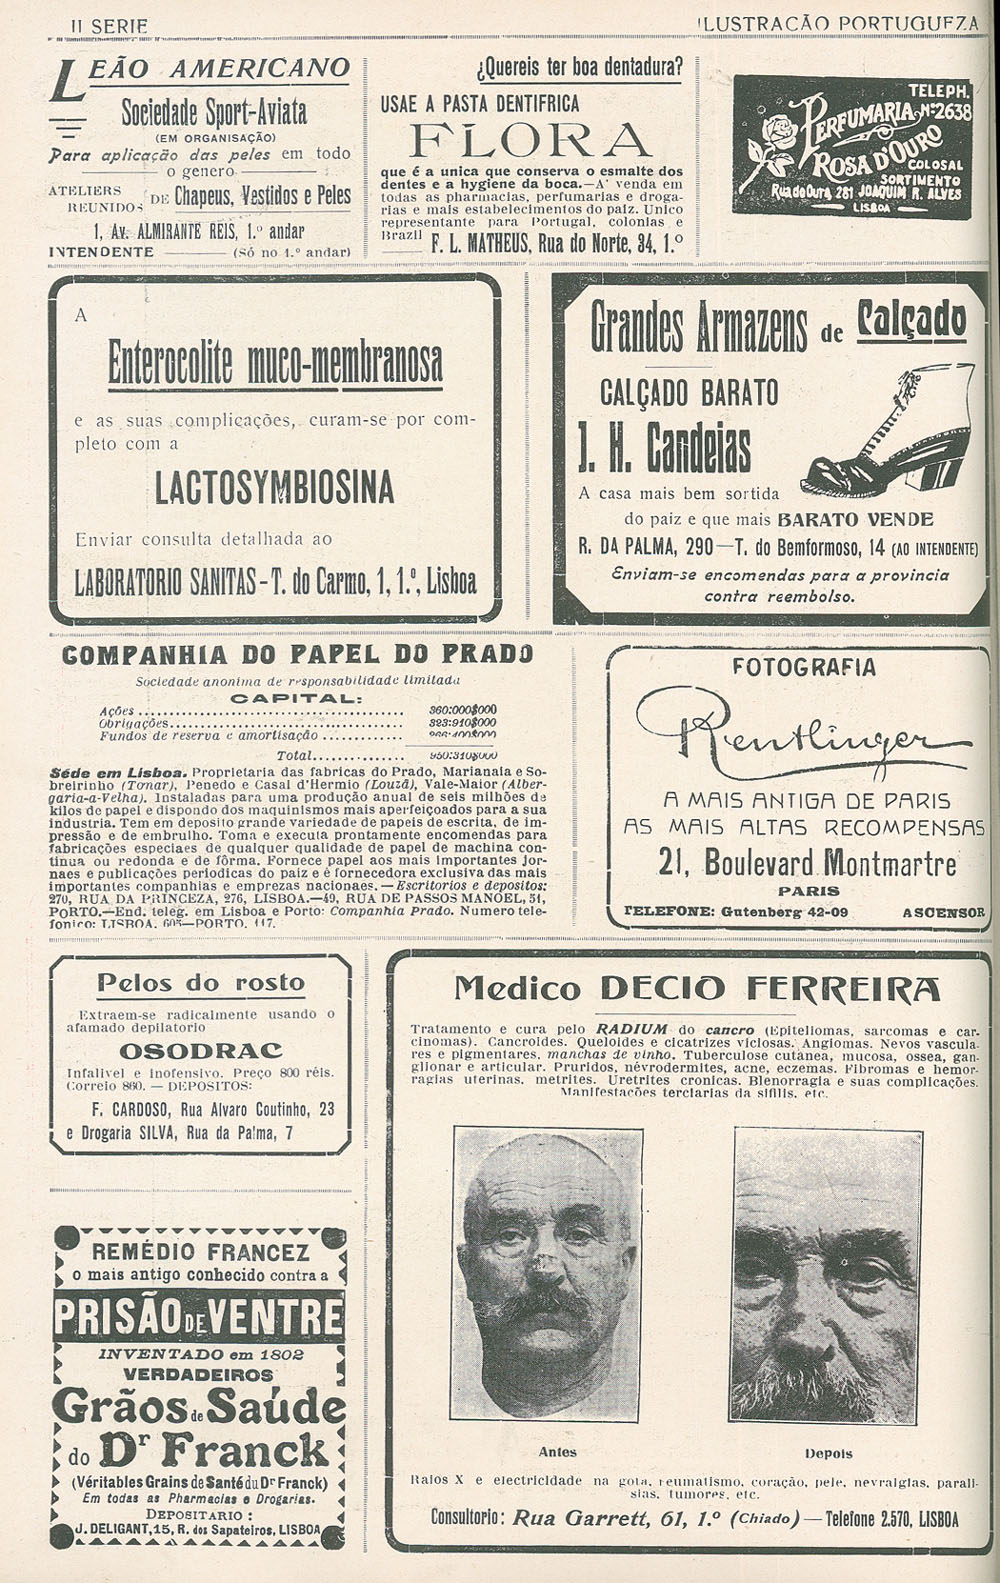 II SERIE
ILUSTRACÃO PORTUGUEZA
LEÃO AMERICANO
Sociedade Sport-Aviata
(EM ORGANISAÇÃO)
Para aplicação das peles em todo
o genero
ATELIERS
REUNIDOS DE Chapeus, Vestidos e Peles
1, Av. ALMIRANTE REIS, 1.º andar
INTENDENTE (Só no 1.º andar)
¿Quereis ter boa dentadura?
USAE A PASTA DENTIFRICA
FLORA
que é a unica que conserva o esmalte dos
dentes e a hygiene da boca.—A' venda em
todas as pharmacias, perfumarias e droga-
rias e mais estabelecimentos do paiz. Unico
representante para Portugal, colonias e
Brazil F. L. MATHEUS, Rua do Norte, 34, 1.º
TELEPH.
Nº 2638
PERFUMARIA
ROSA D'OURO
COLOSAL
SORTIMENTO
Rua do Ouro, 281 JOAQUIM R. ALVES
LISBOA
A
Enterocolite muco-membranosa
e as suas complicações, curam-se por com-
pleto com a
LACTOSYMBIOSINA
Enviar consulta detalhada ao
LABORATORIO SANITAS - T. do Carmo, 1, 1.º, Lisboa
Grandes Armazens de Calçado
CALÇADO BARATO
J. H. Candeias
A casa mais bem sortida
do paiz e que mais BARATO VENDE
R. DA PALMA, 290—T. do Bemformoso, 14 (AO INTENDENTE)
Enviam-se encomendas para a provincia
contra reembolso.
COMPANHIA DO PAPEL DO PRADO
Sociedade anonima de responsabilidade limitada
CAPITAL:
Ações 360:000$000
Obrigações 323:910$000
Fundos de reserva e amortisação
Total 950:310$000
Séde em Lisboa. Proprietaria das fabricas do Prado, Marianaia e So-
breirinho (Tomar), Penedo e Casal d'Hermio (Louzã), Vale-Maior (Alber-
garia-a-Velha). Instaladas para uma produção anual de seis milhões de
kilos de papel e dispondo dos maquinismos mais aperfeiçoados para a sua
industria. Tem em deposito grande variedade de papeis de escrita, de im-
pressão e de embrulho. Toma e executa prontamente encomendas para
fabricações especiaes de qualquer qualidade de papel de machina con-
tinua ou redonda e de fôrma. Fornece papel aos mais importantes jor-
naes e publicações periodicas do paiz e é fornecedora exclusiva das mais
importantes companhias e emprezas nacionaes.—Escritorios e depositos:
270, RUA DA PRINCEZA, 276, LISBOA.—49, RUA DE PASSOS MANOEL, 51,
PORTO.—End. teleg. em Lisboa e Porto: Companhia Prado. Numero tele-
fonico: LISBOA, 605—PORTO, 117.
FOTOGRAFIA
Reutlinger
A MAIS ANTIGA DE PARIS
AS MAIS ALTAS RECOMPENSAS
21, Boulevard Montmartre
PARIS
TELEFONE: Gutenberg 42-09 ASCENSOR
Pelos do rosto
Extraem-se radicalmente usando o
afamado depilatorio
OSODRAC
Infalivel e inofensivo. Preço 800 réis.
Correio 860. — DEPOSITOS:
F. CARDOSO, Rua Alvaro Coutinho, 23
e Drogaria SILVA, Rua da Palma, 7
REMÉDIO FRANCEZ
o mais antigo conhecido contra a
PRISÃO DE VENTRE
INVENTADO em 1802
VERDADEIROS
Grãos de Saúde
do Dr Franck
(Véritables Grains de Santé du Dr Franck)
Em todas as Pharmacias e Drogarias.
DEPOSITARIO :
J. DELIGANT, 15, R. dos Sapateiros, LISBOA
Medico DECIO FERREIRA
Tratamento e cura pelo RADIUM do cancro (Epiteliomas, sarcomas e car-
cinomas). Cancroides. Queloides e cicatrizes viciosas. Angiomas. Nevos vascula-
res e pigmentares, manchas de vinho. Tuberculose cutanea, mucosa, ossea, gan-
glionar e articular. Pruridos, névrodermites, acne, eczemas. Fibromas e hemor-
ragias uterinas, metrites. Uretrites cronicas. Blenorragia e suas complicações.
Manifestações terciarias da sifilis, etc.
Antes
Depois
Raios X e electricidade na gota, reumatismo, coração, pele, nevralgias, parali-
sias, tumores, etc.
Consultorio: Rua Garrett, 61, 1.º (Chiado) — Telefone 2.570, LISBOA